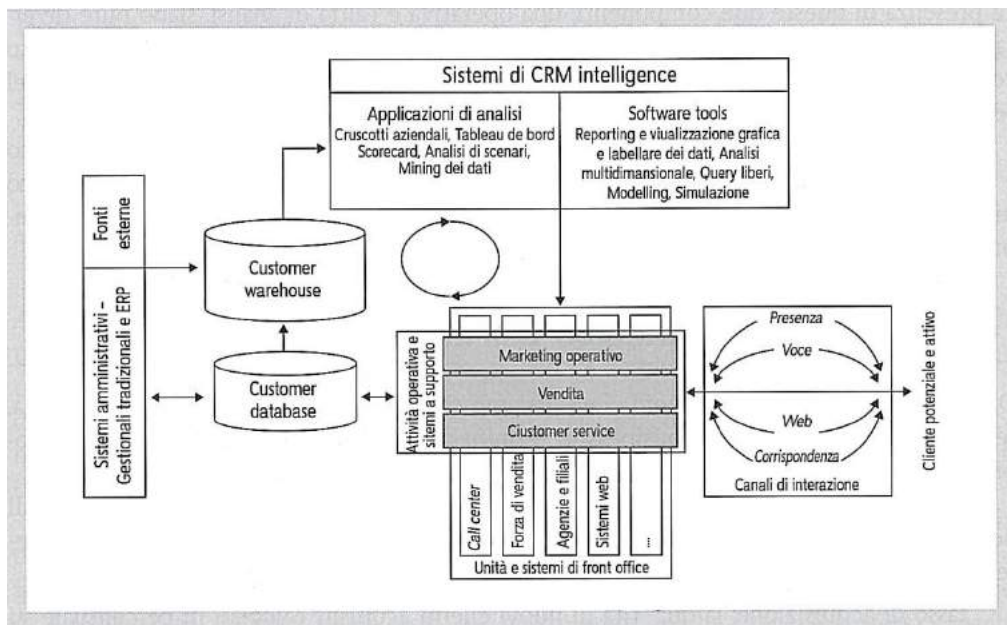 Sistemi di CRM intelligence
Applicazioni di analisi
Cruscotti aziendali, Tableau de bord
Scorecard, Analisi di scenari,
Mining dei dati
Software tools
Reporting e viualizzazione grafica
e labellare dei dati, Analisi
multidimansionale, Query liberi,
Modelling, Simulazione
Fonti
esterne
Sistemi amministrativi –
Gestionali tradizionali e ERP
Customer
warehouse
Customer
database
Attività operativa e
sitemi a supporto
Marketing operativo
Vendita
Ciustomer service
Call center
Forza di vendita
Agenzie e filiali
Sistemi web
...
Unità e sistemi di front office
Presenza
Voce
Web
Corrispondenza
Canali di interazione
Cliente potenziale e attivo